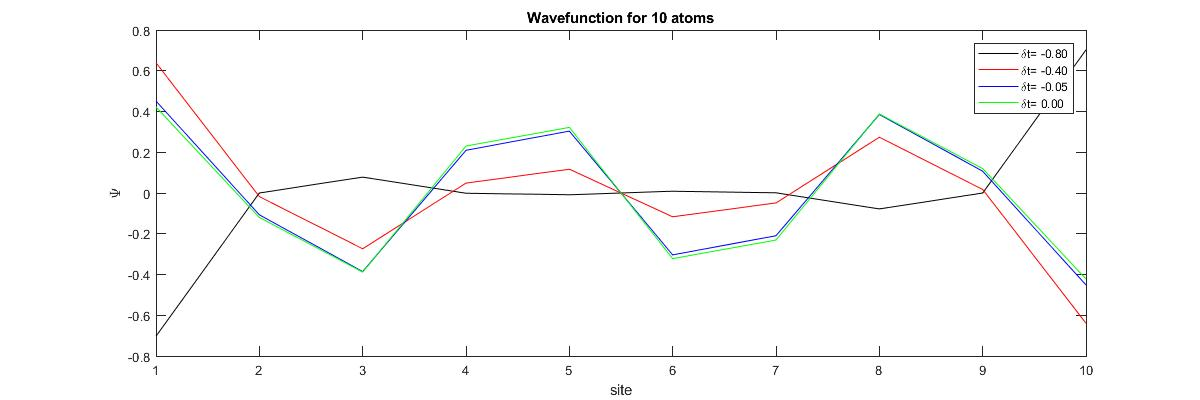 Wavefunction for 10 atoms
0.8
0.6
0.4
0.2
0
-0.2
-0.4
-0.6
-0.8
Ψ
δt= -0.80
δt= -0.40
δt= -0.05
δt= 0.00
1 2 3 4 5 6 7 8 9 10
site